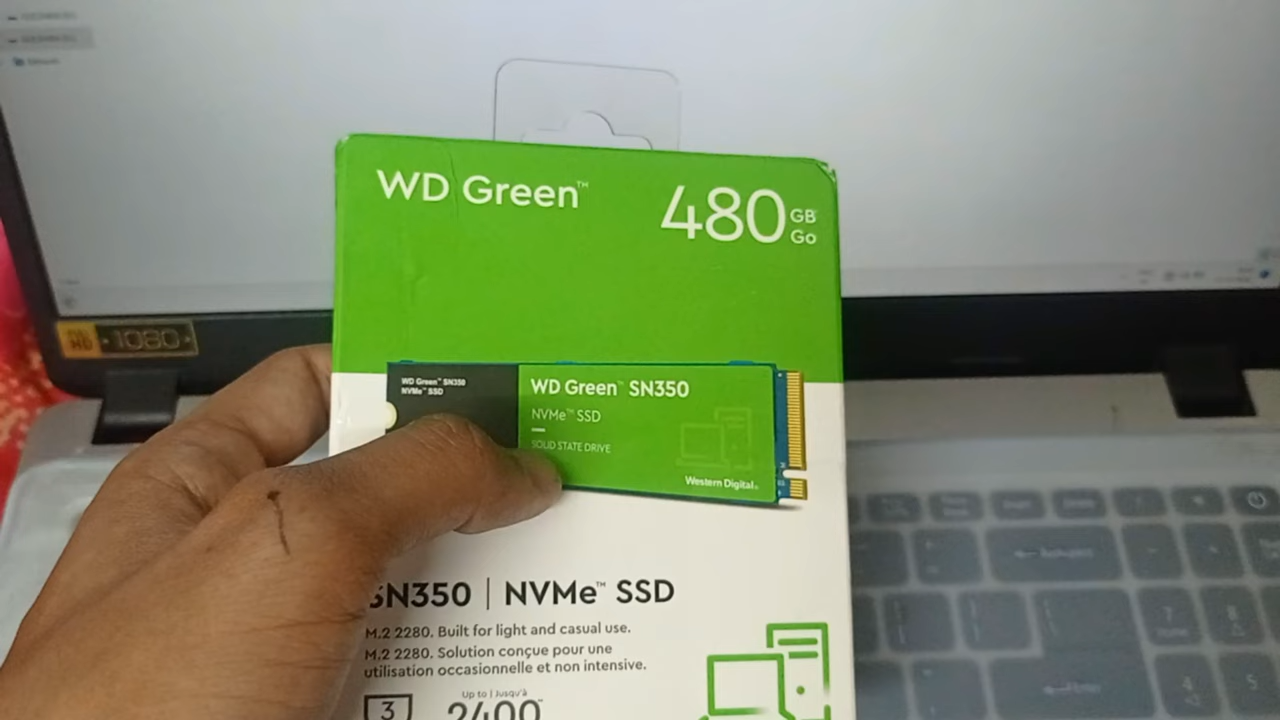 WD Green™
480 GB
Go
1080
WD Green™ SN350
NVMe™ SSD
WD Green™ SN350
NVMe™ SSD
SOLID STATE DRIVE
Western Digital®
SN350 | NVMe™ SSD
M.2 2280. Built for light and casual use.
M.2 2280. Solution conçue pour une
utilisation occasionnelle et non intensive.
3
Up to | Jusqu'à
2400